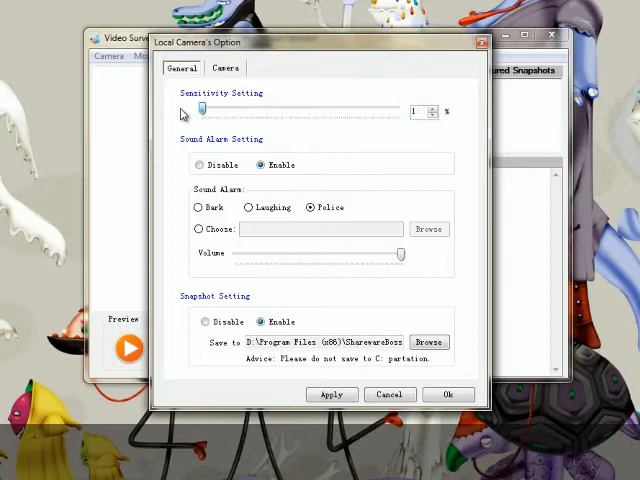 Video Surve
Local Camera's Option
Camera Mo
ured Snapshots
General Camera
Sensitivity Setting
1 %
Sound Alarm Setting
Disable Enable
Sound Alarm:
Bark Laughing Police
Choose: Browse
Volume
Snapshot Setting
Preview
Disable Enable
Save to D:\Program Files (x86)\SharewareBoss Browse
Advice: Please do not save to C: partation.
Apply Cancel Ok